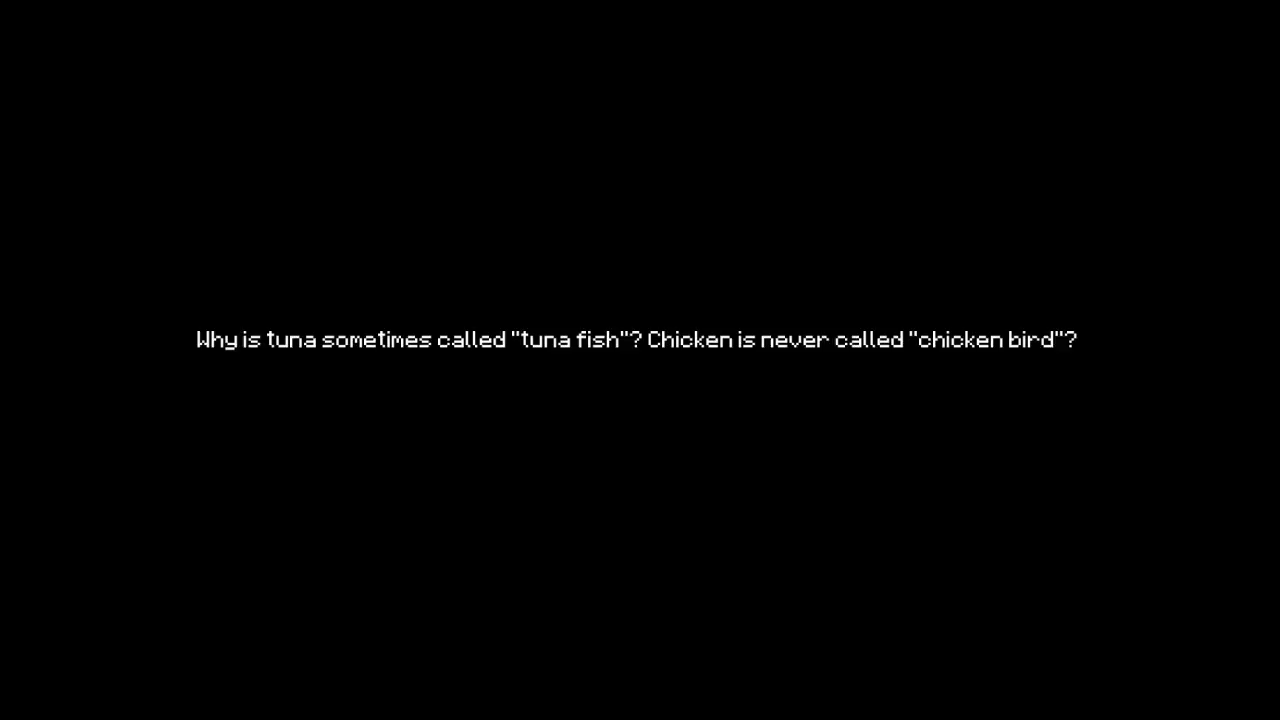 Why is tuna sometimes called "tuna fish"? Chicken is never called "chicken bird"?